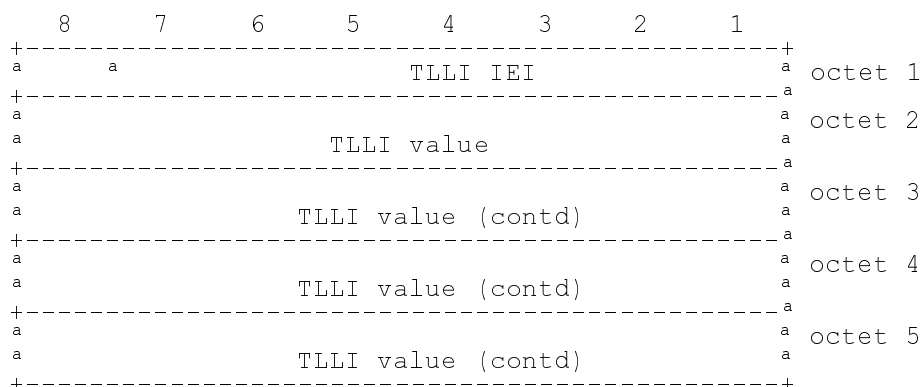 8 7 6 5 4 3 2 1
+-----------------------------------------------+
a a TLLI IEI a octet 1
+-----------------------------------------------a
a a octet 2
a TLLI value a
+-----------------------------------------------a
a a octet 3
a TLLI value (contd) a
+-----------------------------------------------a
a a octet 4
a TLLI value (contd) a
+-----------------------------------------------a
a a octet 5
a TLLI value (contd) a
+-----------------------------------------------+